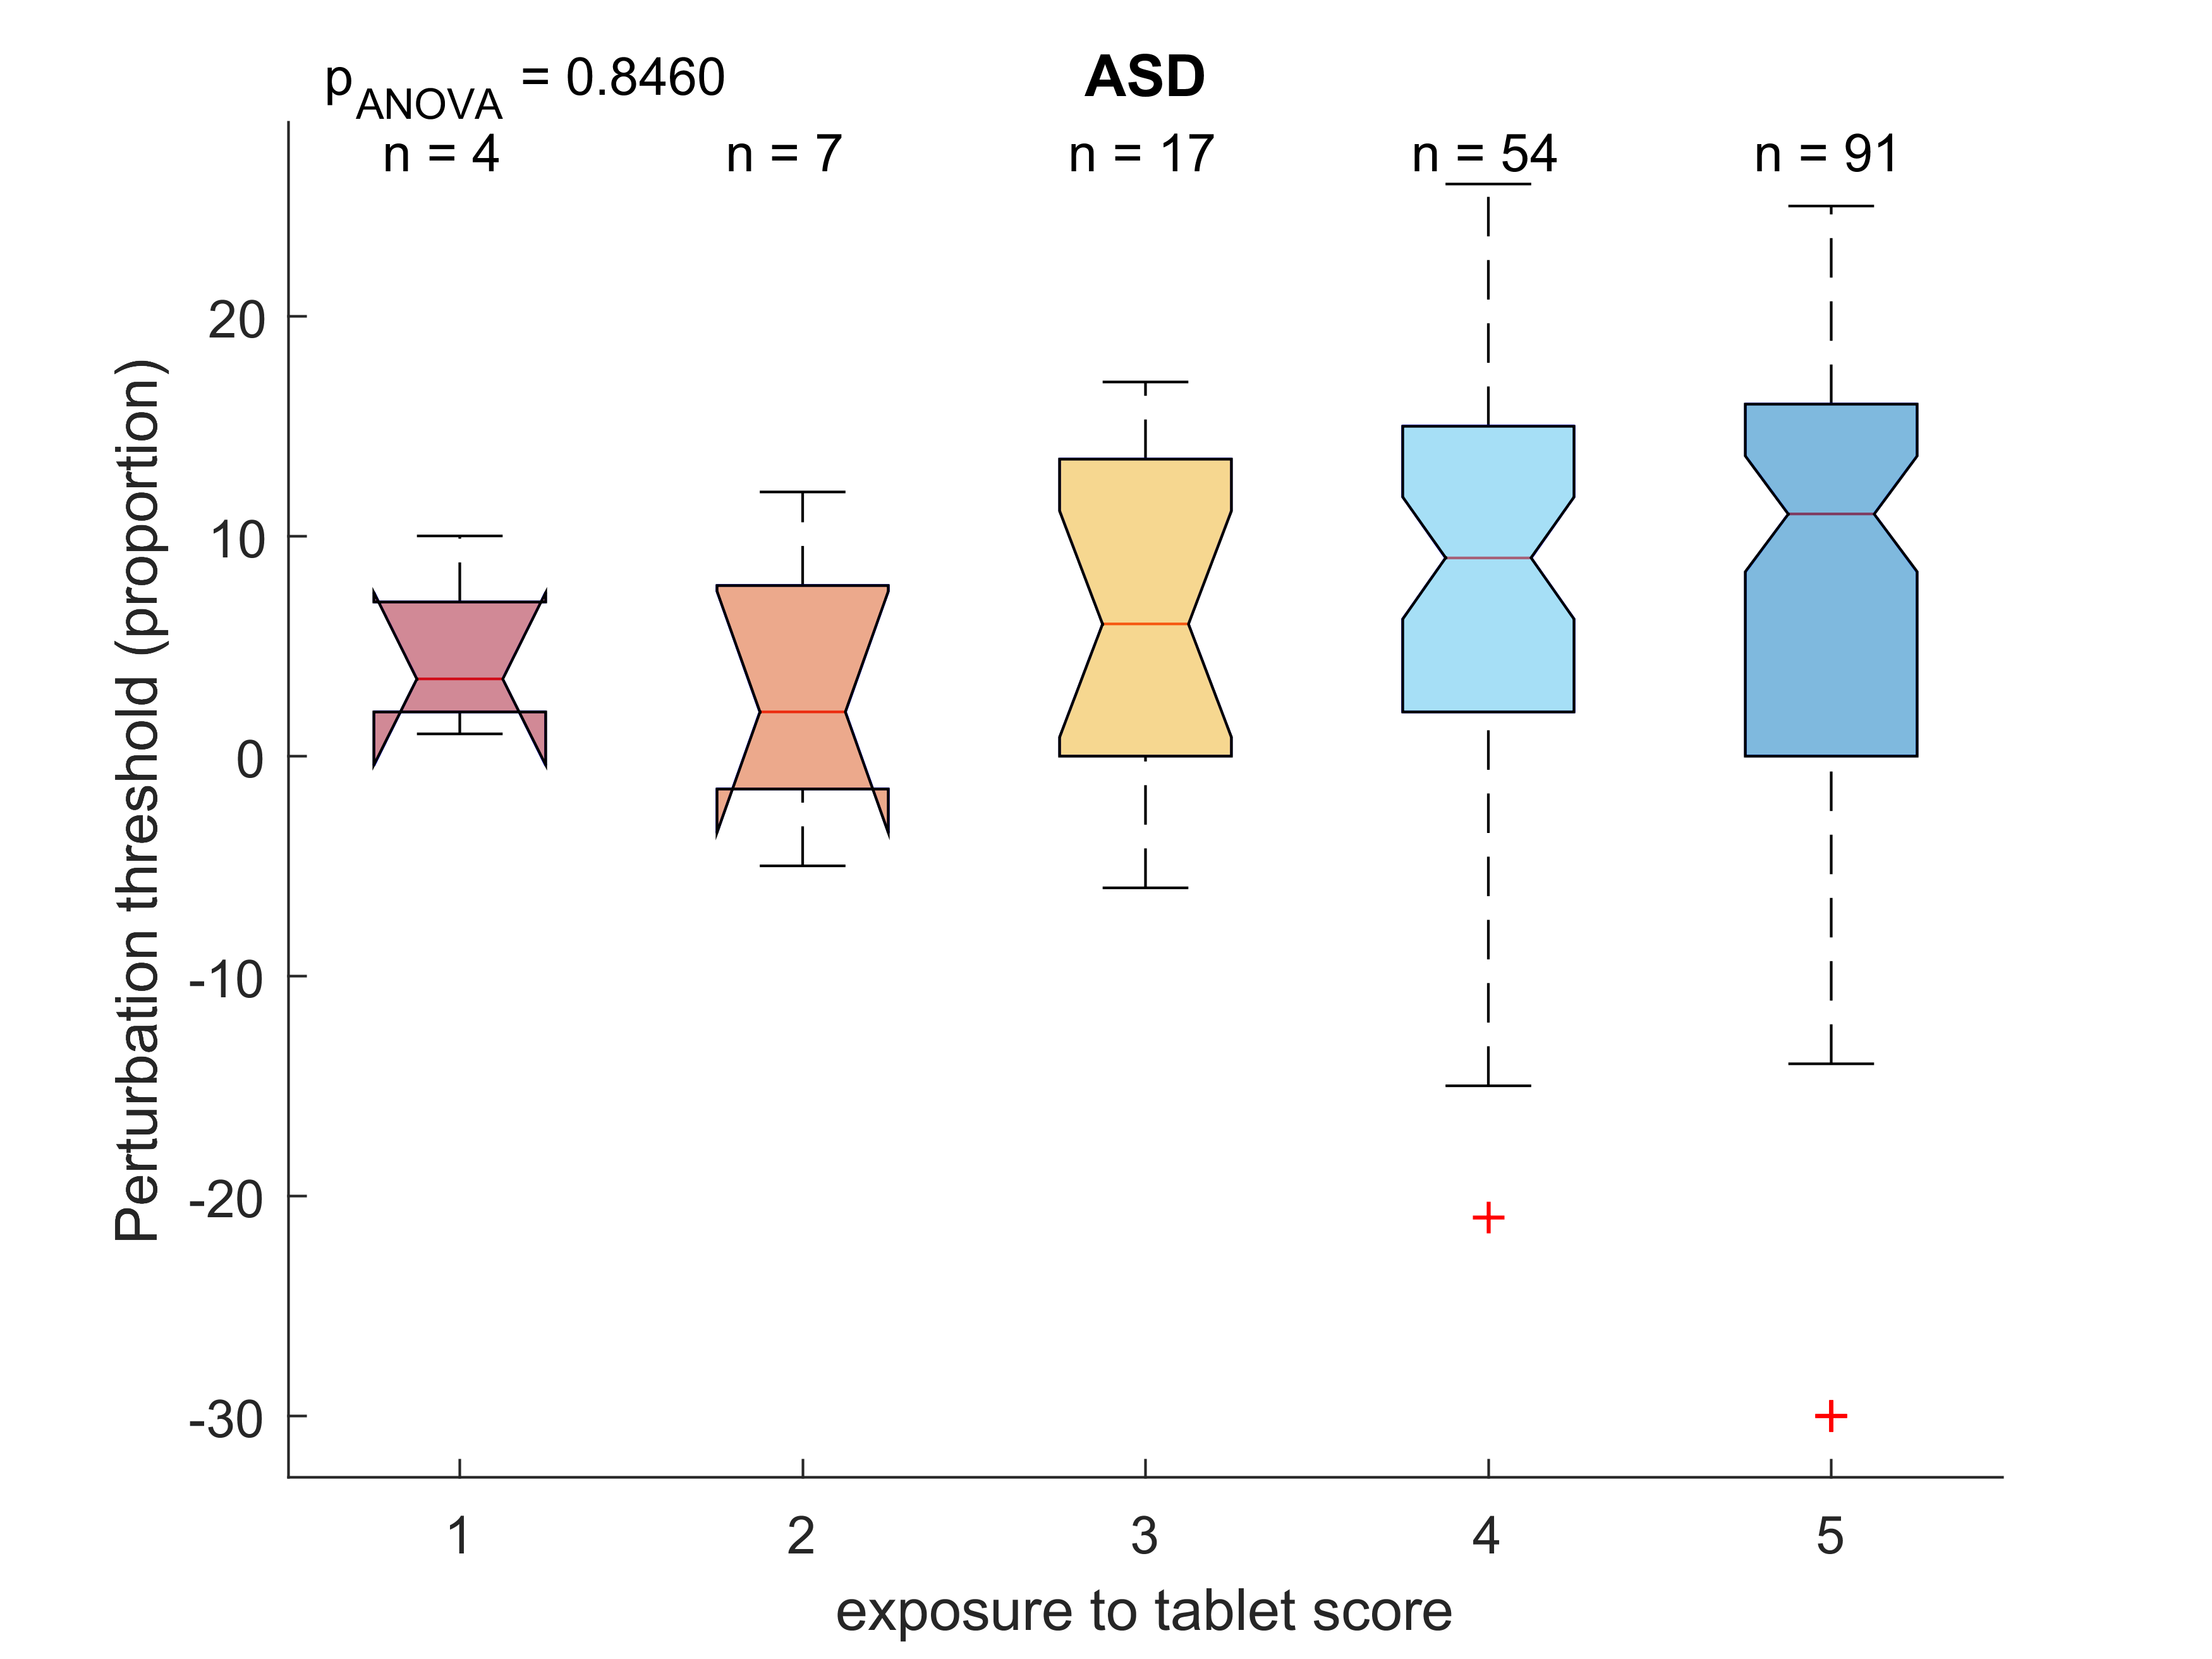 p_ANOVA = 0.8460
ASD
n = 4
n = 7
n = 17
n = 54
n = 91
20
10
0
-10
-20
-30
Perturbation threshold (proportion)
1
2
3
4
5
exposure to tablet score